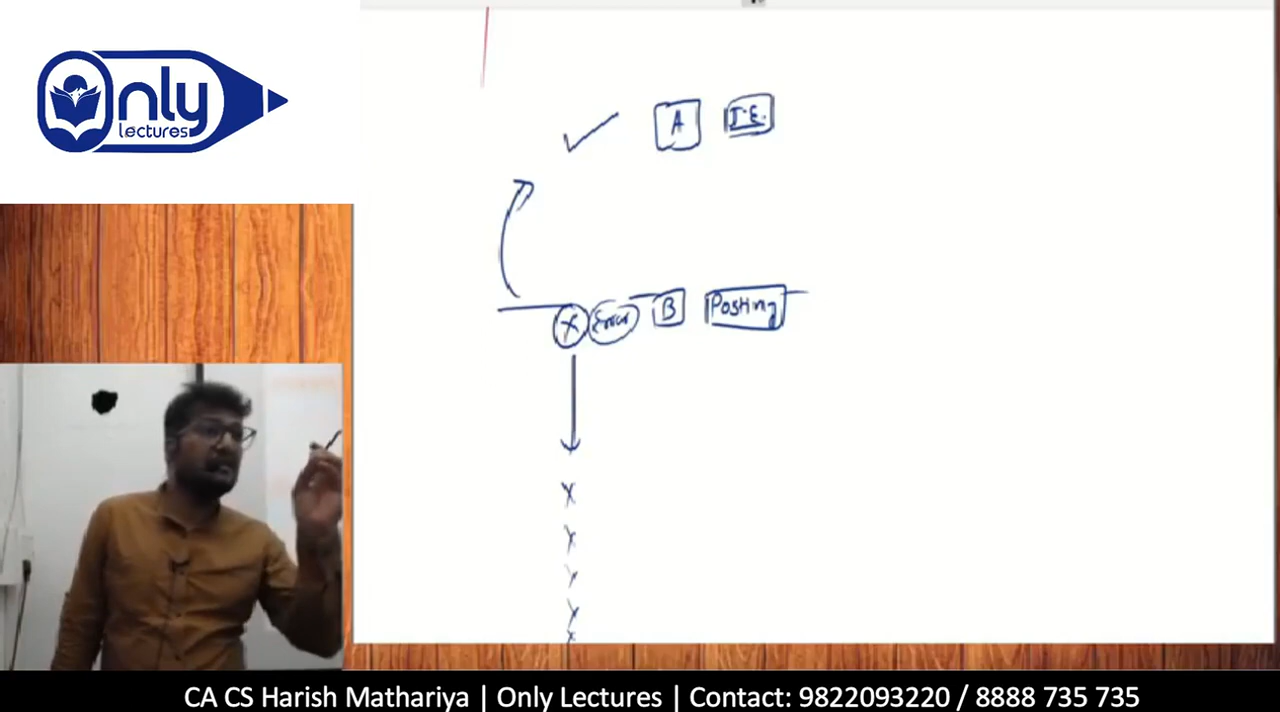 Only
lectures
✓ A J.E.
X Error B Posting
X
X
X
X
X
CA CS Harish Mathariya | Only Lectures | Contact: 9822093220 / 8888 735 735